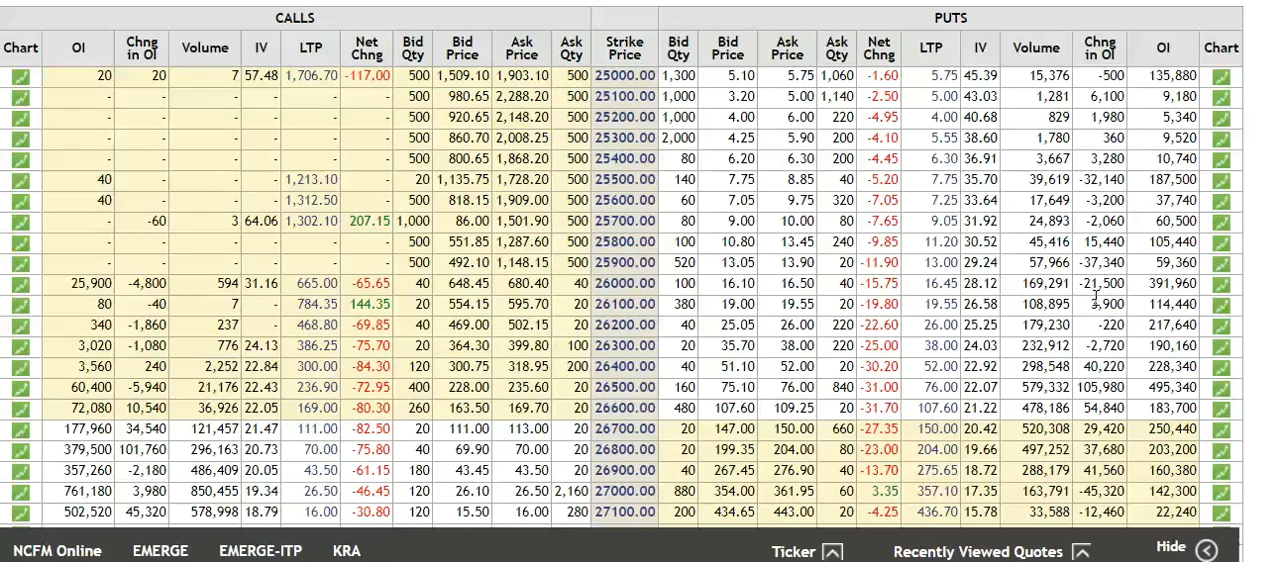 CALLS PUTS
Chart OI Chng in OI Volume IV LTP Net Chng Bid Qty Bid Price Ask Price Ask Qty Strike Price Bid Qty Bid Price Ask Price Ask Qty Net Chng LTP IV Volume Chng in OI OI Chart
20 20 7 57.48 1,706.70 -117.00 500 1,509.10 1,903.10 500 25000.00 1,300 5.10 5.75 1,060 -1.60 5.75 45.39 15,376 -500 135,880
- - - - - - 500 980.65 2,288.20 500 25100.00 1,000 3.20 5.00 1,140 -2.50 5.00 43.03 1,281 6,100 9,180
- - - - - - 500 920.65 2,148.20 500 25200.00 1,000 4.00 6.00 220 -4.95 4.00 40.68 829 1,980 5,340
- - - - - - 500 860.70 2,008.25 500 25300.00 2,000 4.25 5.90 200 -4.10 5.55 38.60 1,780 360 9,520
- - - - - - 500 800.65 1,868.20 500 25400.00 80 6.20 6.30 200 -4.45 6.30 36.91 3,667 3,280 10,740
40 - - - 1,213.10 - 20 1,135.75 1,728.20 500 25500.00 140 7.75 8.85 40 -5.20 7.75 35.70 39,619 -32,140 187,500
40 - - - 1,312.50 - 500 818.15 1,909.00 500 25600.00 60 7.05 9.75 320 -7.05 7.25 33.64 17,649 -3,200 37,740
- -60 3 64.06 1,302.10 207.15 1,000 86.00 1,501.90 500 25700.00 80 9.00 10.00 80 -7.65 9.05 31.92 24,893 -2,060 60,500
- - - - - - 500 551.85 1,287.60 500 25800.00 100 10.80 13.45 240 -9.85 11.20 30.52 45,416 15,440 105,440
- - - - - - 500 492.10 1,148.15 500 25900.00 520 13.05 13.90 20 -11.90 13.00 29.24 57,966 -37,340 59,360
25,900 -4,800 594 31.16 665.00 -65.65 40 648.45 680.40 40 26000.00 100 16.10 16.50 40 -15.75 16.45 28.12 169,291 -21,500 391,960
80 -40 7 - 784.35 144.35 20 554.15 595.70 20 26100.00 380 19.00 19.55 20 -19.80 19.55 26.58 108,895 3,900 114,440
340 -1,860 237 - 468.80 -69.85 40 469.00 502.15 20 26200.00 40 25.05 26.00 220 -22.60 26.00 25.25 179,230 -220 217,640
3,020 -1,080 776 24.13 386.25 -75.70 20 364.30 399.80 100 26300.00 20 35.70 38.00 220 -25.00 38.00 24.03 232,912 -2,720 190,160
3,560 240 2,252 22.84 300.00 -84.30 120 300.75 318.95 200 26400.00 40 51.10 52.00 20 -30.20 52.00 22.92 298,548 40,220 228,340
60,400 -5,940 21,176 22.43 236.90 -72.95 400 228.00 235.60 20 26500.00 160 75.10 76.00 840 -31.00 76.00 22.07 579,332 105,980 495,340
72,080 10,540 36,926 22.05 169.00 -80.30 260 163.50 169.70 20 26600.00 480 107.60 109.25 20 -31.70 107.60 21.22 478,186 54,840 183,700
177,960 34,540 121,457 21.47 111.00 -82.50 20 111.00 113.00 20 26700.00 20 147.00 150.00 660 -27.35 150.00 20.42 520,308 29,420 250,440
379,500 101,760 296,163 20.73 70.00 -75.80 40 69.90 70.00 20 26800.00 20 199.35 204.00 80 -23.00 204.00 19.66 497,252 37,680 203,200
357,260 -2,180 486,409 20.05 43.50 -61.15 180 43.45 43.50 20 26900.00 40 267.45 276.90 40 -13.70 275.65 18.72 288,179 41,560 160,380
761,180 3,980 850,455 19.34 26.50 -46.45 120 26.10 26.50 2,160 27000.00 880 354.00 361.95 60 3.35 357.10 17.35 163,791 -45,320 142,300
502,520 45,320 578,998 18.79 16.00 -30.80 120 15.50 16.00 280 27100.00 200 434.65 443.00 20 -4.25 436.70 15.78 33,588 -12,460 22,240
NCFM Online EMERGE EMERGE-ITP KRA Ticker Recently Viewed Quotes Hide